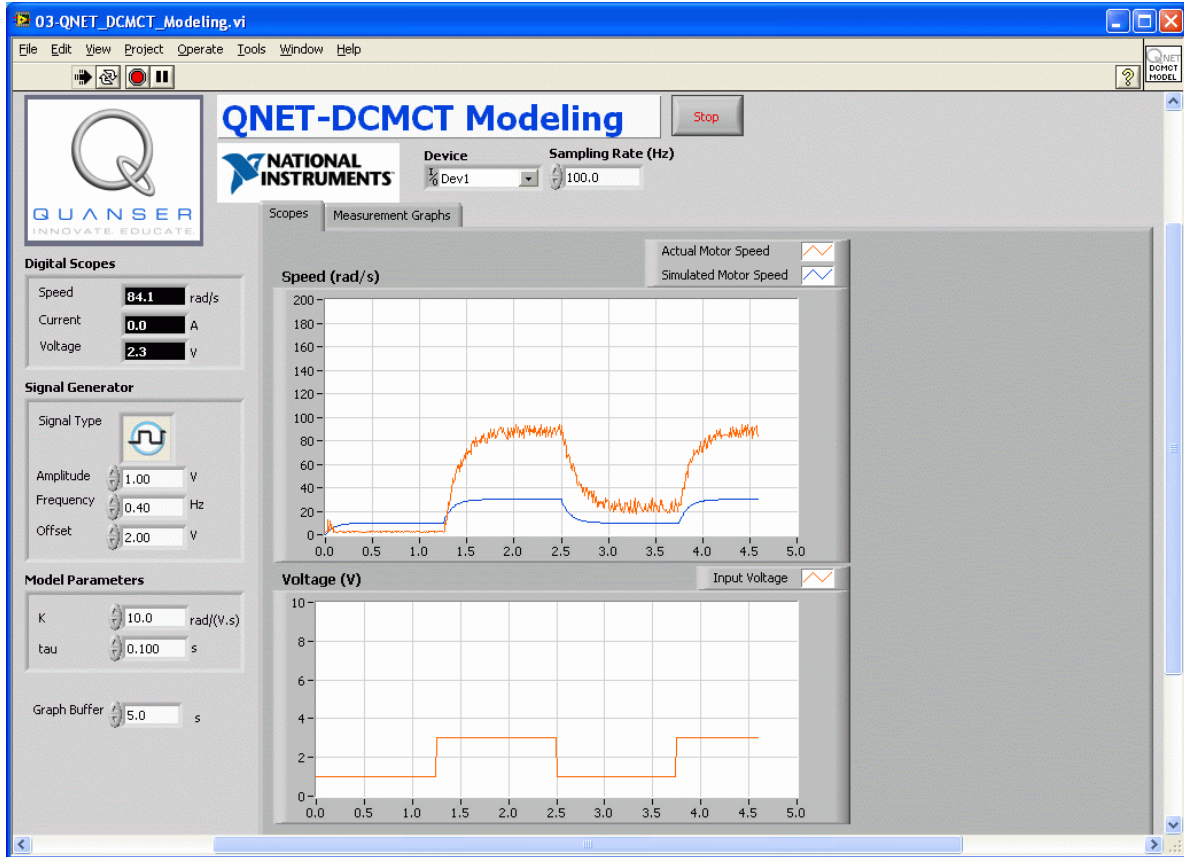 03-QNET_DCMCT_Modeling.vi
File Edit View Project Operate Tools Window Help
QNET
DCMCT
MODEL
QUANSER
INNOVATE. EDUCATE.
QNET-DCMCT Modeling
Stop
NATIONAL
INSTRUMENTS
Device
Dev1
Sampling Rate (Hz)
100.0
Scopes
Measurement Graphs
Digital Scopes
Speed 84.1 rad/s
Current 0.0 A
Voltage 2.3 V
Signal Generator
Signal Type
Amplitude 1.00 V
Frequency 0.40 Hz
Offset 2.00 V
Model Parameters
K 10.0 rad/(V.s)
tau 0.100 s
Graph Buffer 5.0 s
Actual Motor Speed
Simulated Motor Speed
Speed (rad/s)
200
180
160
140
120
100
80
60
40
20
0
0.0 0.5 1.0 1.5 2.0 2.5 3.0 3.5 4.0 4.5 5.0
Voltage (V)
Input Voltage
10
8
6
4
2
0
0.0 0.5 1.0 1.5 2.0 2.5 3.0 3.5 4.0 4.5 5.0